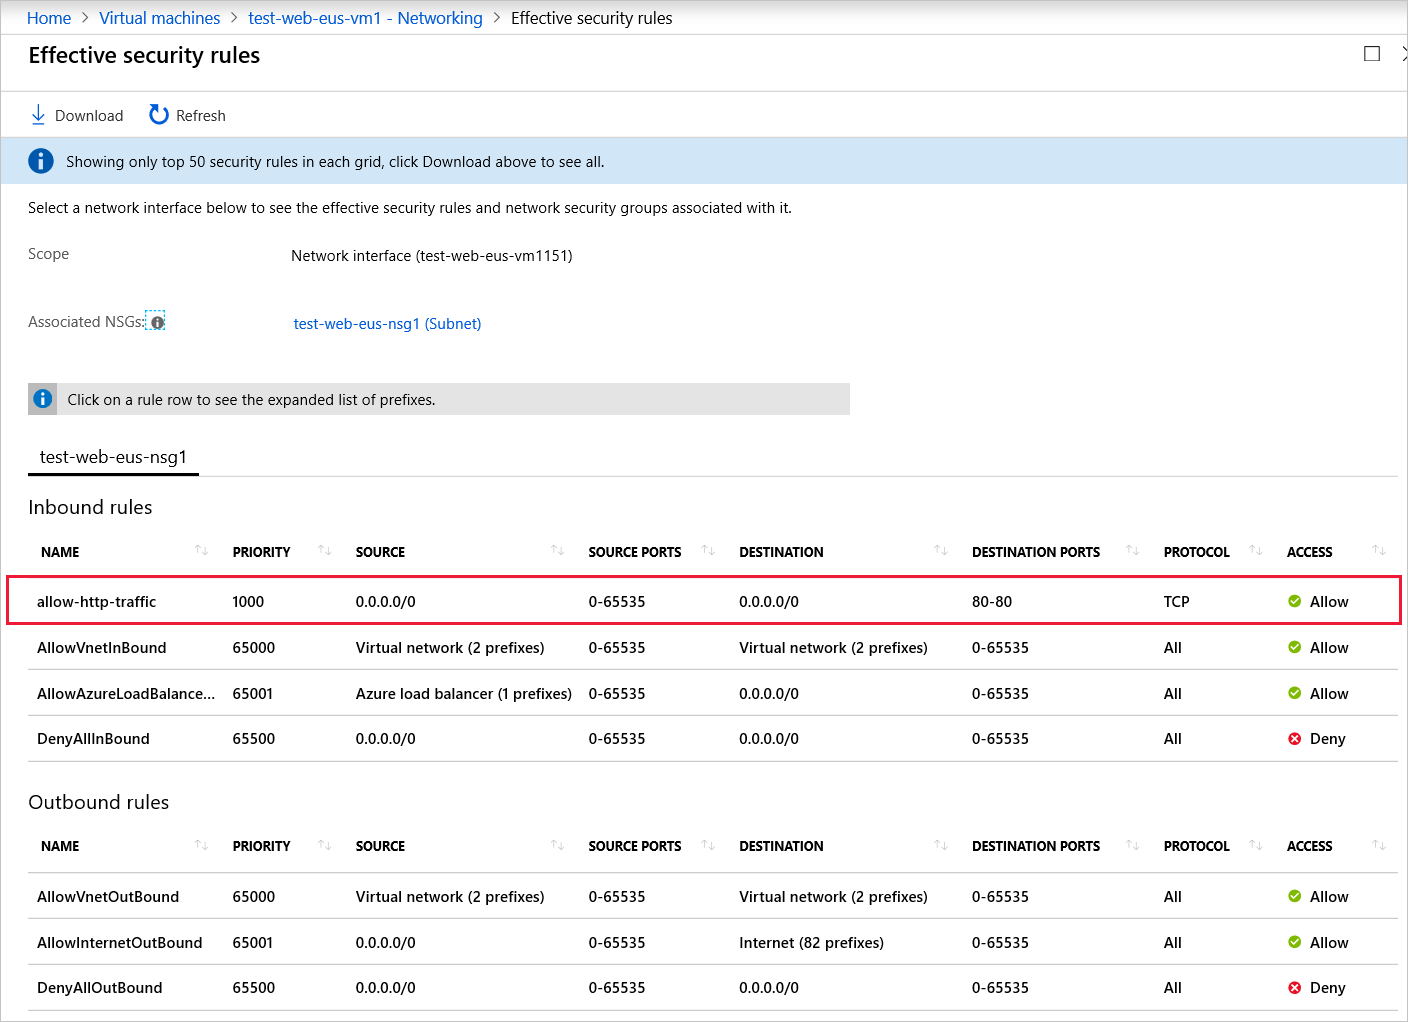 Home > Virtual machines > test-web-eus-vm1 - Networking > Effective security rules
Effective security rules
Download Refresh
Showing only top 50 security rules in each grid, click Download above to see all.
Select a network interface below to see the effective security rules and network security groups associated with it.
Scope Network interface (test-web-eus-vm1151)
Associated NSGs: test-web-eus-nsg1 (Subnet)
Click on a rule row to see the expanded list of prefixes.
test-web-eus-nsg1
Inbound rules
NAME PRIORITY SOURCE SOURCE PORTS DESTINATION DESTINATION PORTS PROTOCOL ACCESS
allow-http-traffic 1000 0.0.0.0/0 0-65535 0.0.0.0/0 80-80 TCP Allow
AllowVnetInBound 65000 Virtual network (2 prefixes) 0-65535 Virtual network (2 prefixes) 0-65535 All Allow
AllowAzureLoadBalance... 65001 Azure load balancer (1 prefixes) 0-65535 0.0.0.0/0 0-65535 All Allow
DenyAllInBound 65500 0.0.0.0/0 0-65535 0.0.0.0/0 0-65535 All Deny
Outbound rules
NAME PRIORITY SOURCE SOURCE PORTS DESTINATION DESTINATION PORTS PROTOCOL ACCESS
AllowVnetOutBound 65000 Virtual network (2 prefixes) 0-65535 Virtual network (2 prefixes) 0-65535 All Allow
AllowInternetOutBound 65001 0.0.0.0/0 0-65535 Internet (82 prefixes) 0-65535 All Allow
DenyAllOutBound 65500 0.0.0.0/0 0-65535 0.0.0.0/0 0-65535 All Deny